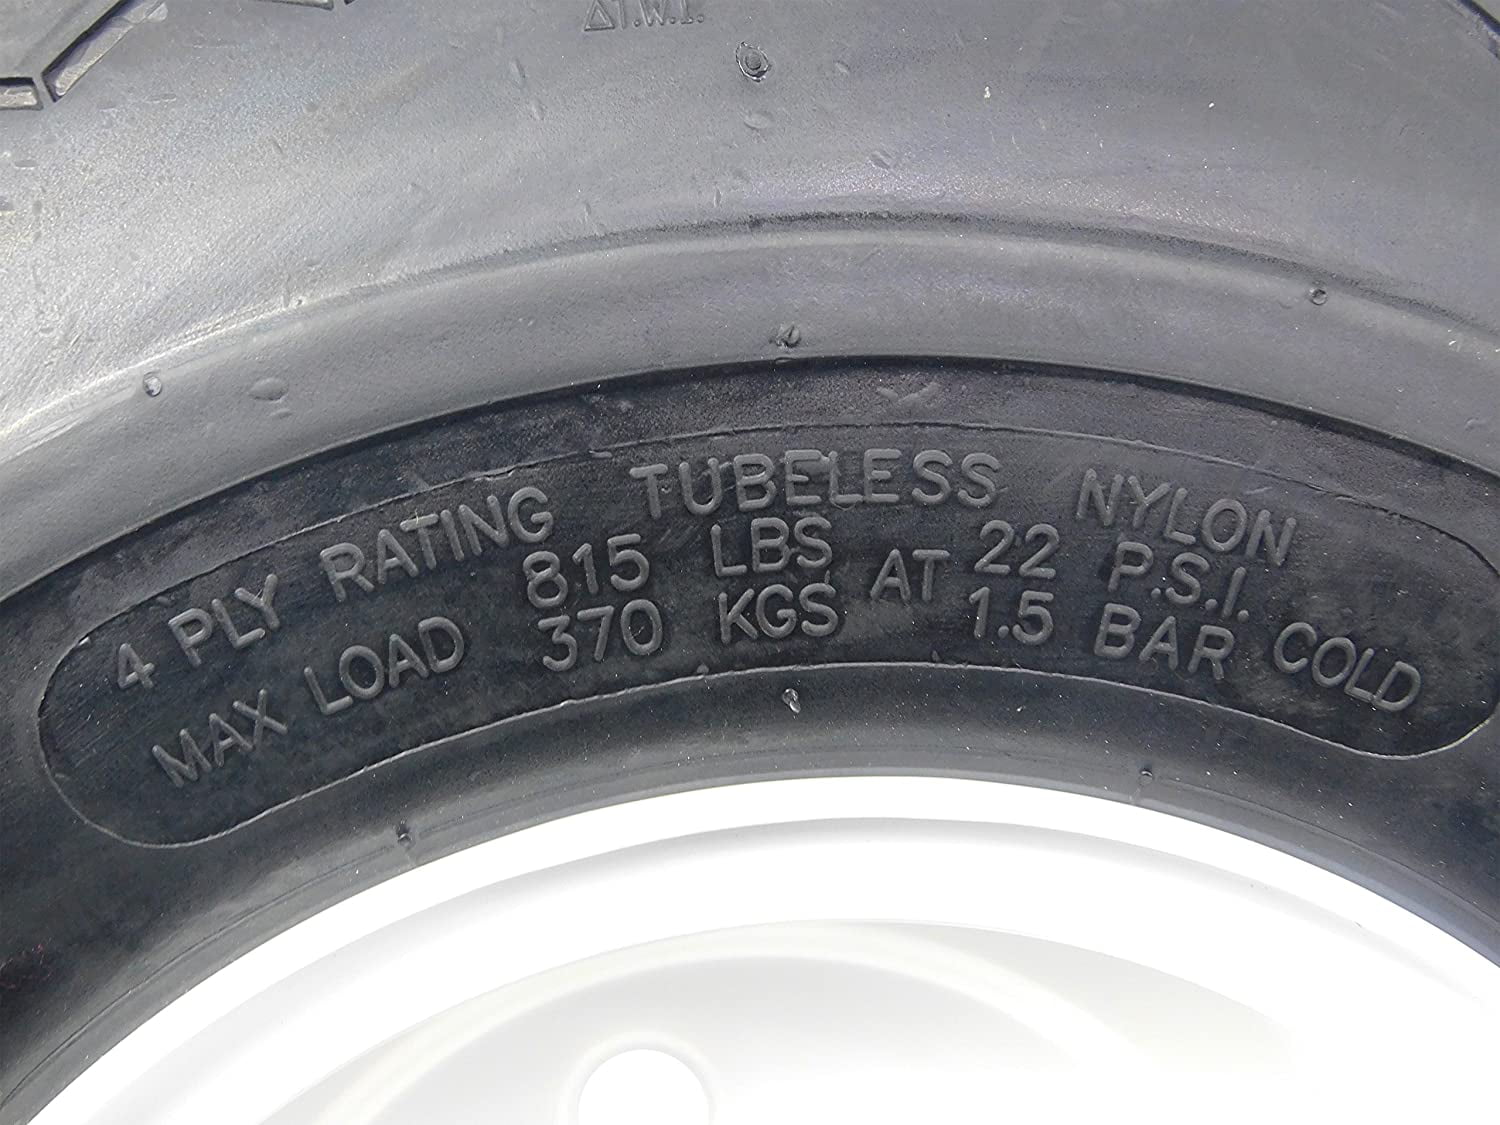 △T.W.I.
4 PLY RATING TUBELESS NYLON
MAX LOAD 815 LBS AT 22 P.S.I. COLD
370 KGS 1.5 BAR